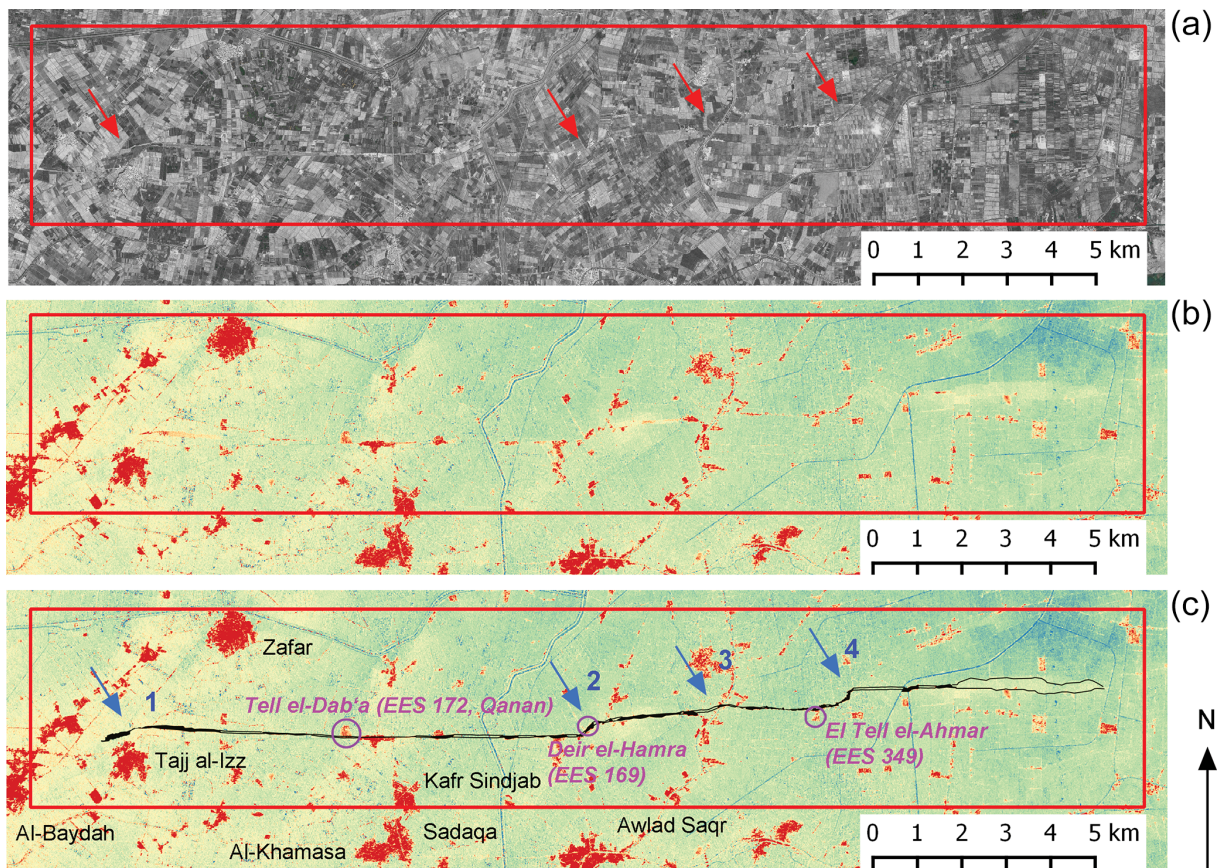 (a)
0 1 2 3 4 5 km
(b)
0 1 2 3 4 5 km
(c)
Zafar
1
2
3
4
Tell el-Dab‘a (EES 172, Qanan)
Deir el-Hamra
(EES 169)
El Tell el-Ahmar
(EES 349)
N
Tajj al-Izz
Kafr Sindjab
Al-Baydah
Al-Khamasa
Sadaqa
Awlad Saqr
0 1 2 3 4 5 km